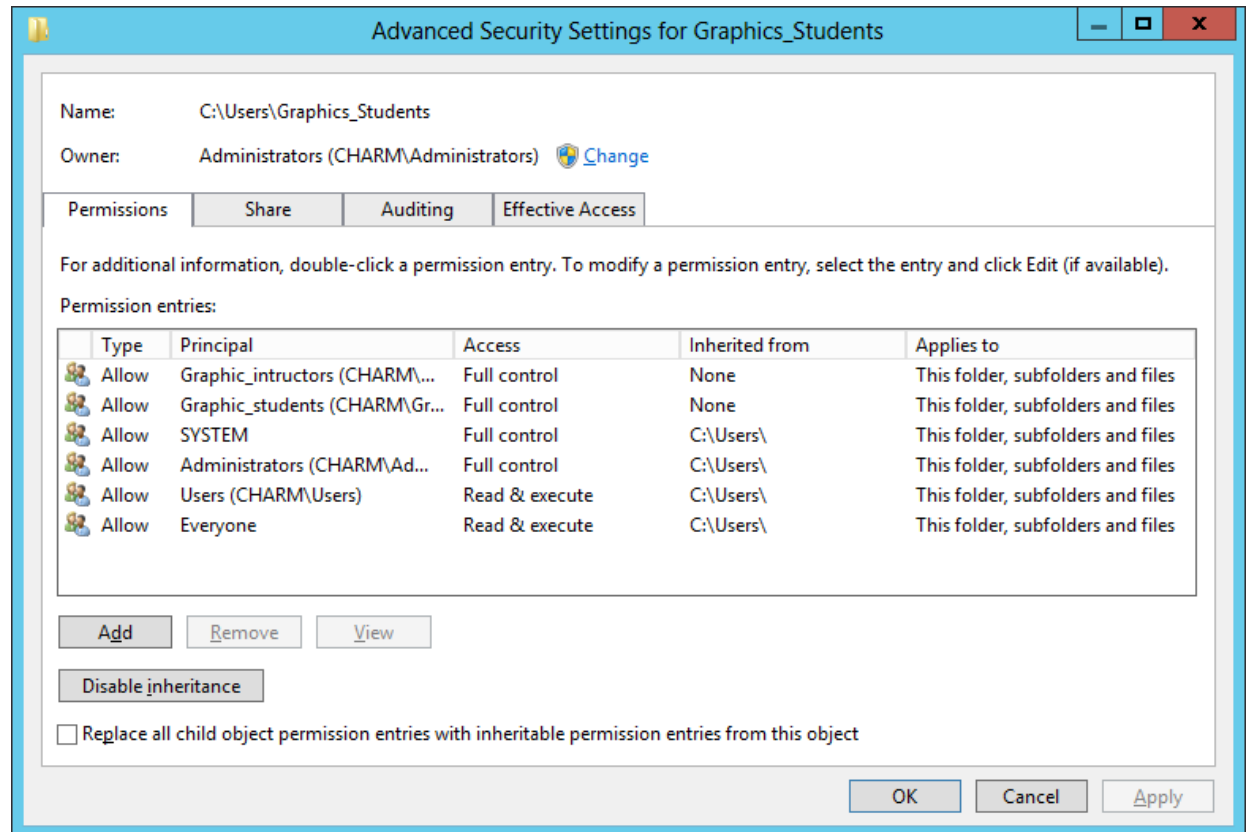 Advanced Security Settings for Graphics_Students
Name: C:\Users\Graphics_Students
Owner: Administrators (CHARM\Administrators) Change
Permissions Share Auditing Effective Access
For additional information, double-click a permission entry. To modify a permission entry, select the entry and click Edit (if available).
Permission entries:
Type Principal Access Inherited from Applies to
Allow Graphic_intructors (CHARM\... Full control None This folder, subfolders and files
Allow Graphic_students (CHARM\Gr... Full control None This folder, subfolders and files
Allow SYSTEM Full control C:\Users\ This folder, subfolders and files
Allow Administrators (CHARM\Ad... Full control C:\Users\ This folder, subfolders and files
Allow Users (CHARM\Users) Read & execute C:\Users\ This folder, subfolders and files
Allow Everyone Read & execute C:\Users\ This folder, subfolders and files
Add Remove View
Disable inheritance
Replace all child object permission entries with inheritable permission entries from this object
OK Cancel Apply